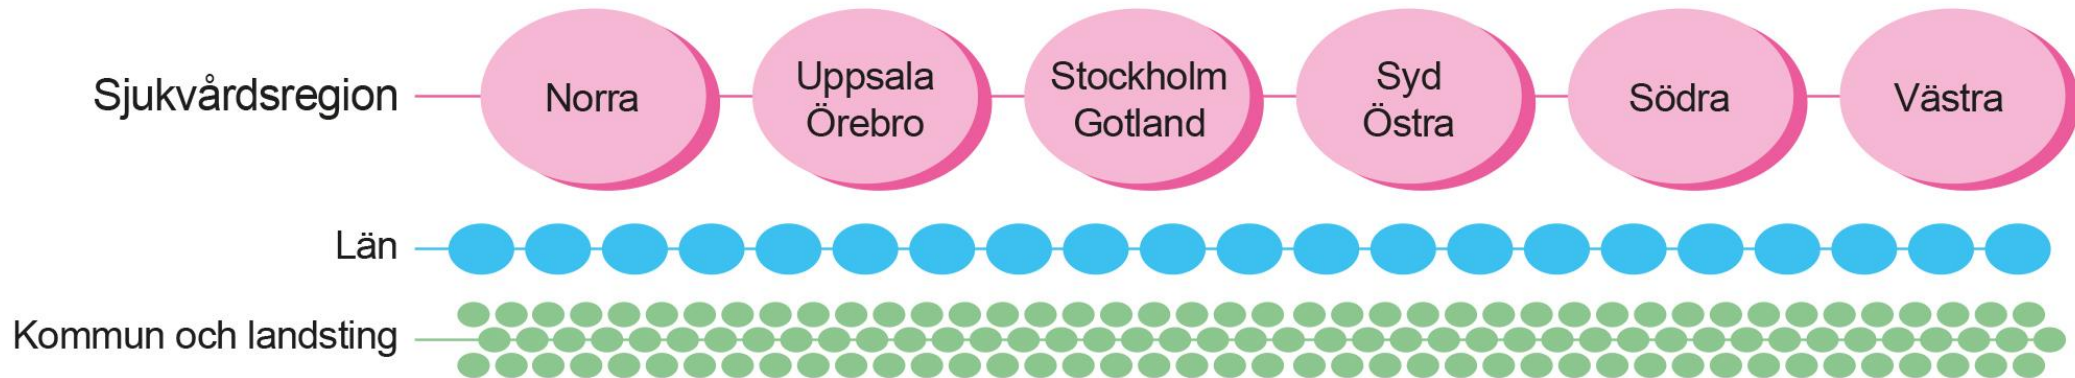 Sjukvårdsregion
Norra
Uppsala
Örebro
Stockholm
Gotland
Syd
Östra
Södra
Västra
Län
Kommun och landsting